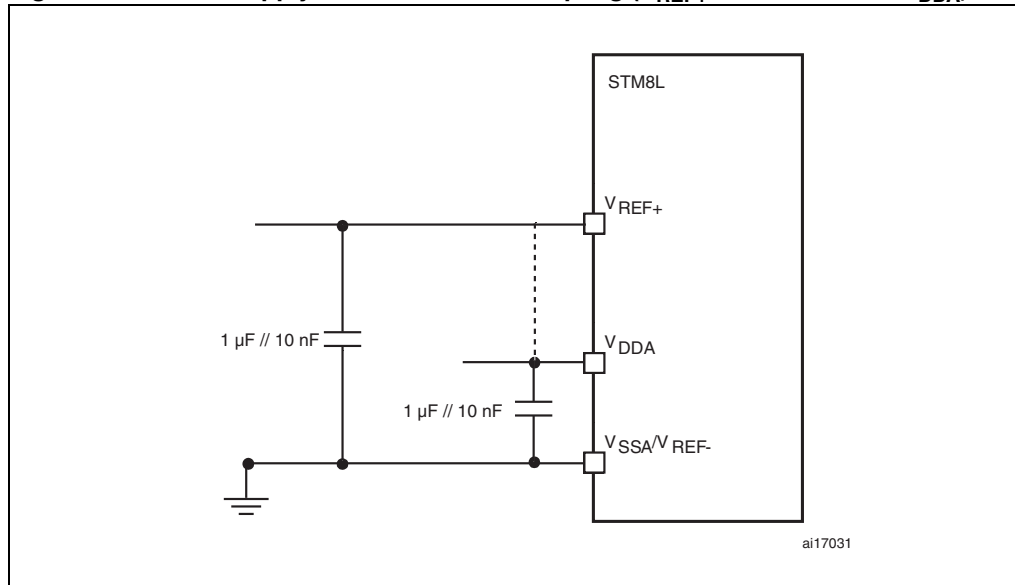 STM8L
VREF+
1 µF // 10 nF
VDDA
1 µF // 10 nF
VSSA/VREF-
ai17031